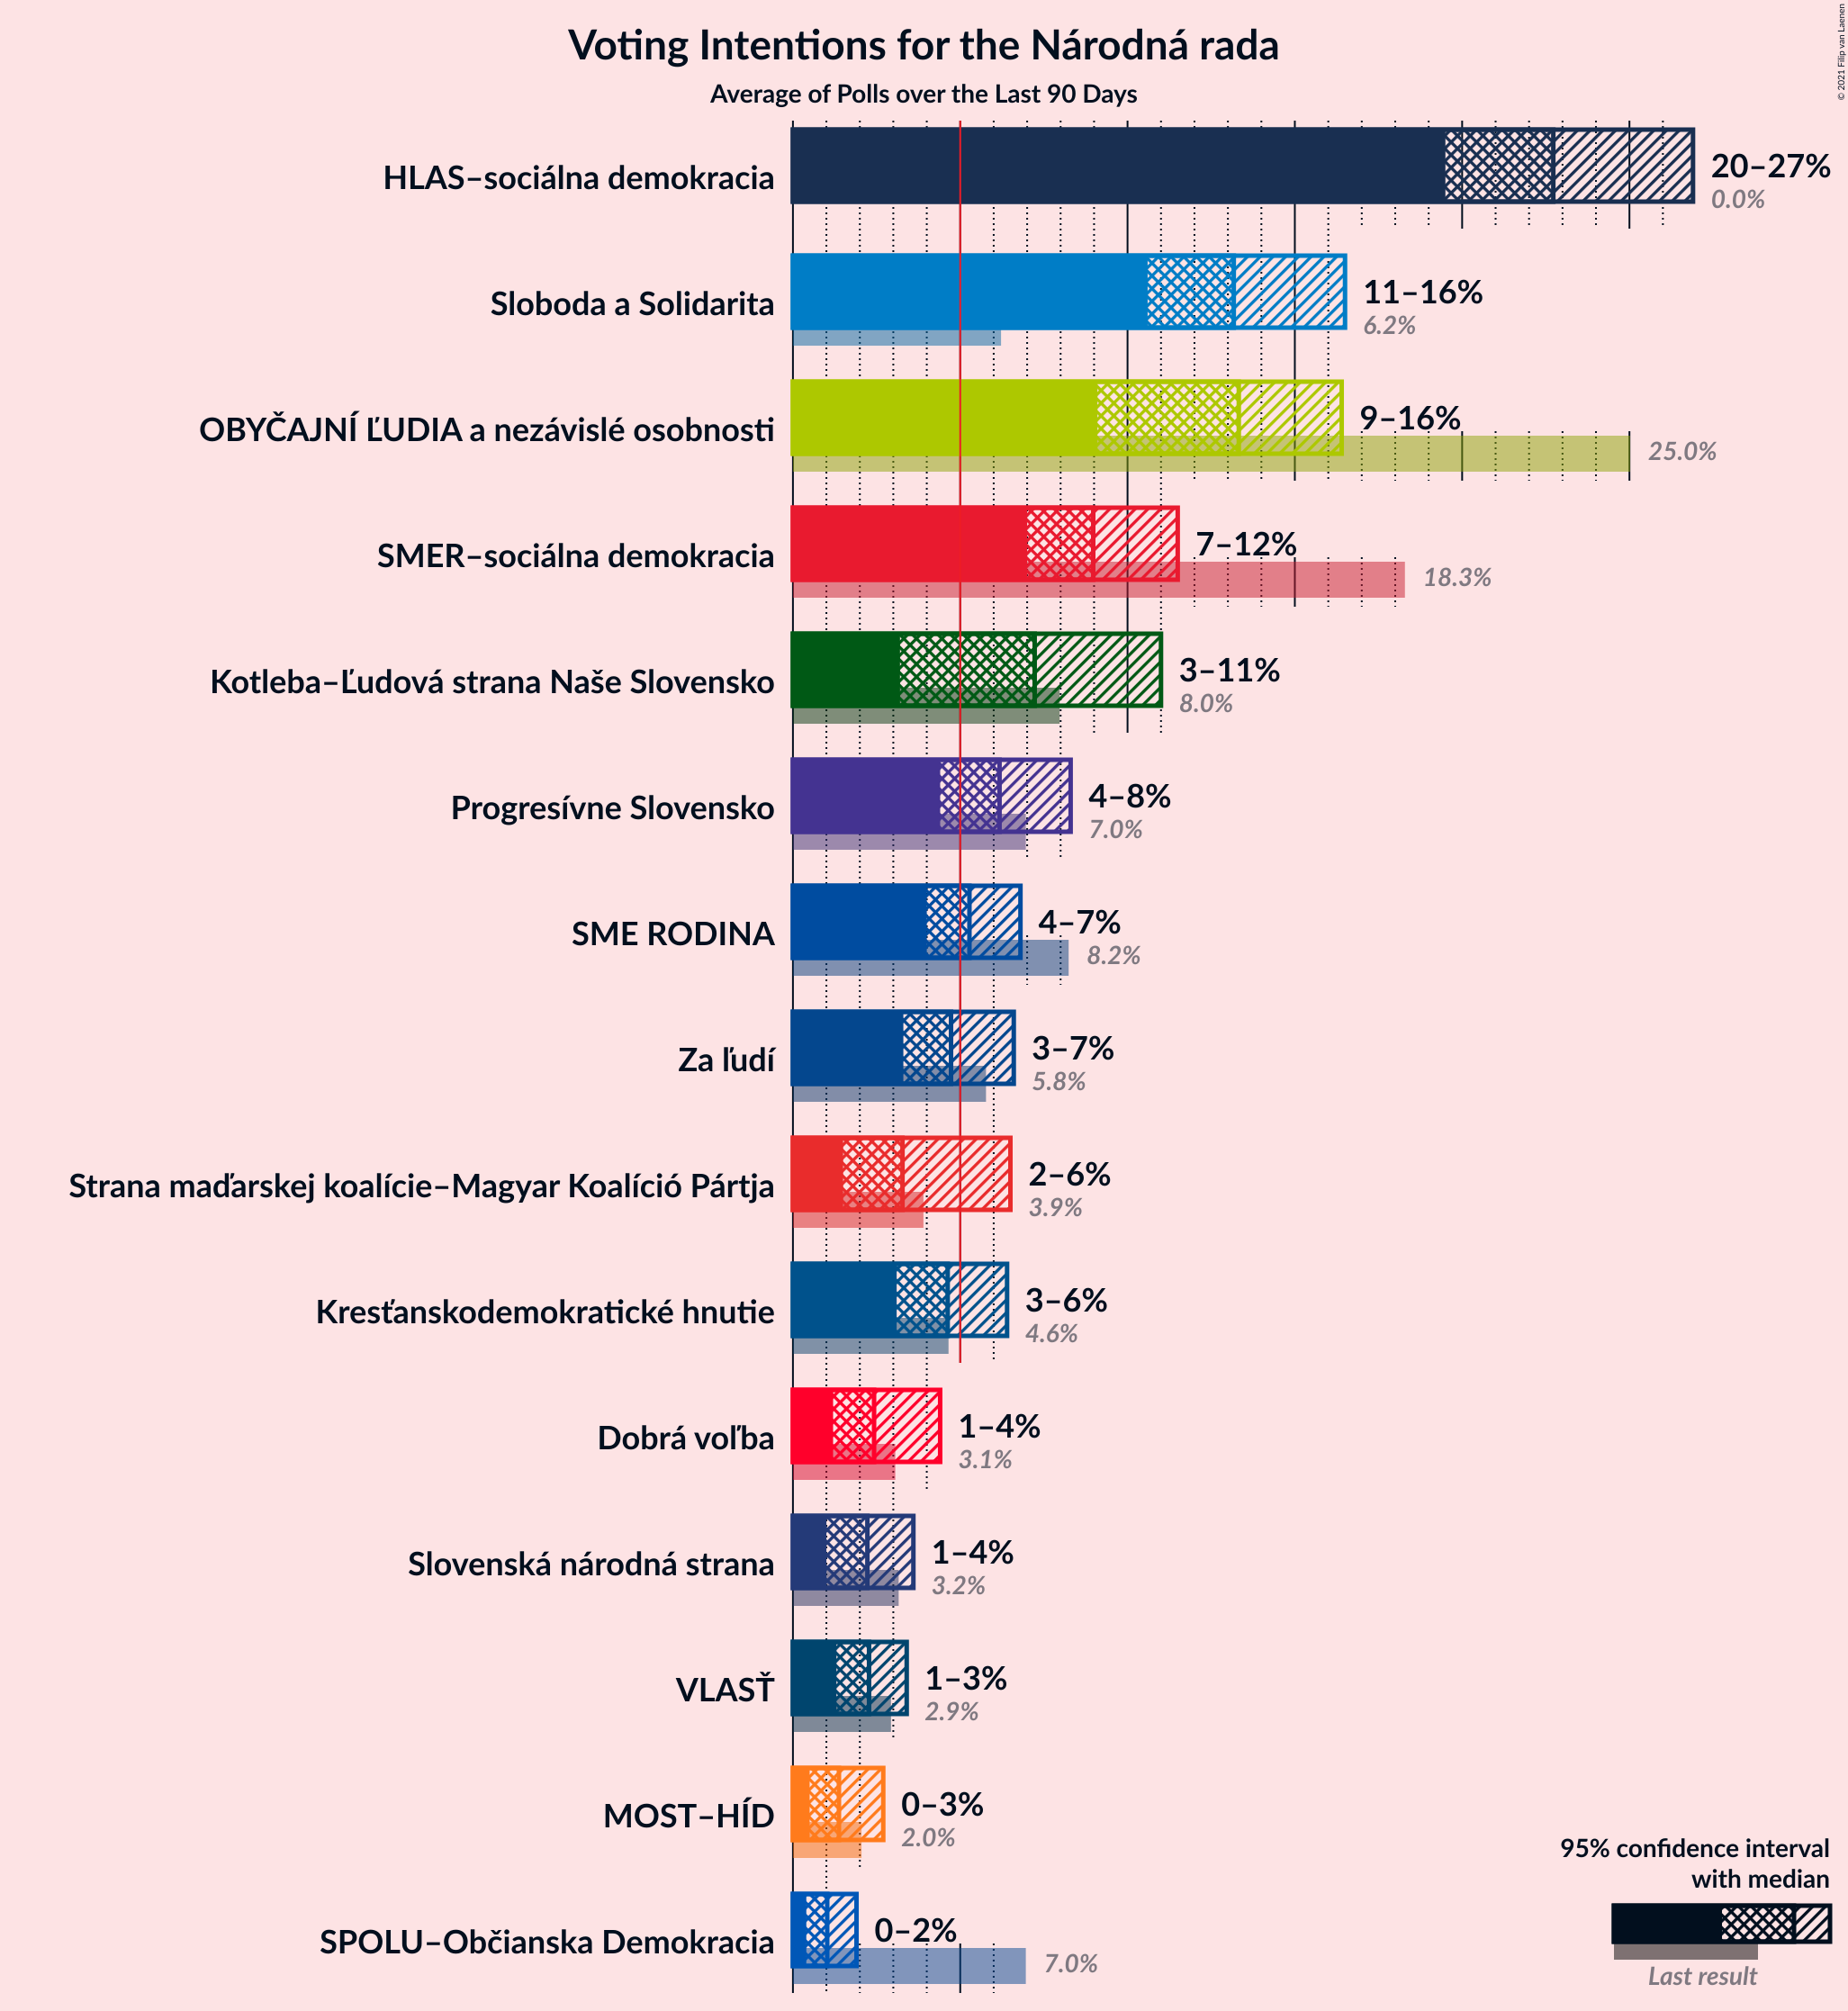 Voting Intentions for the Národná rada
Average of Polls over the Last 90 Days
© 2021 Filip van Laenen
HLAS–sociálna demokracia
20–27%
0.0%
Sloboda a Solidarita
11–16%
6.2%
OBYČAJNÍ ĽUDIA a nezávislé osobnosti
9–16%
25.0%
SMER–sociálna demokracia
7–12%
18.3%
Kotleba–Ľudová strana Naše Slovensko
3–11%
8.0%
Progresívne Slovensko
4–8%
7.0%
SME RODINA
4–7%
8.2%
Za ľudí
3–7%
5.8%
Strana maďarskej koalície–Magyar Koalíció Pártja
2–6%
3.9%
Kresťanskodemokratické hnutie
3–6%
4.6%
Dobrá voľba
1–4%
3.1%
Slovenská národná strana
1–4%
3.2%
VLASŤ
1–3%
2.9%
MOST–HÍD
0–3%
2.0%
SPOLU–Občianska Demokracia
0–2%
7.0%
95% confidence interval
with median
Last result